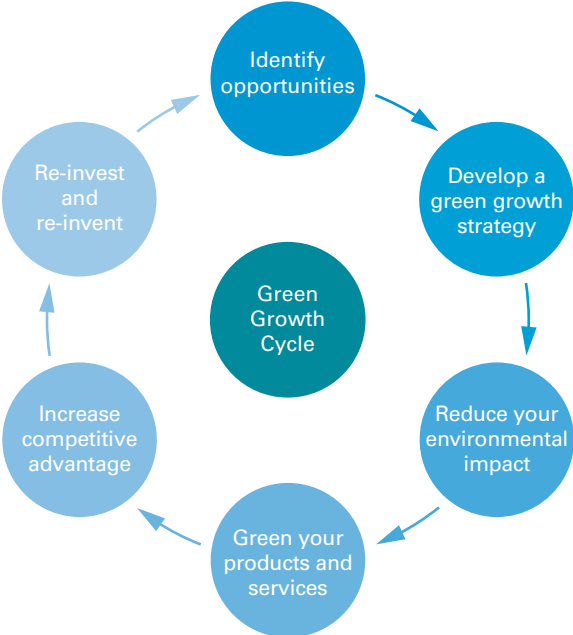 Identify
opportunities
Develop a
green growth
strategy
Reduce your
environmental
impact
Green your
products and
services
Increase
competitive
advantage
Re-invest
and
re-invent
Green
Growth
Cycle